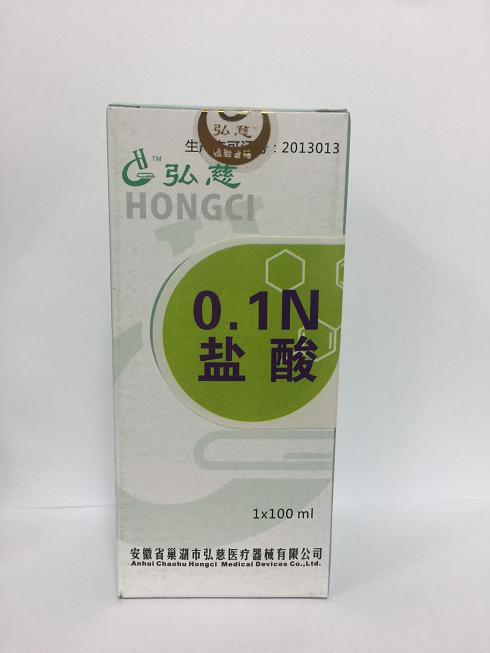 弘慈
生产许可证号：2013013
TM
弘慈
HONGCI
0.1N
盐酸
1x100 ml
安徽省巢湖市弘慈医疗器械有限公司
Anhui Chaohu Hongci Medical Devices Co.,Ltd.